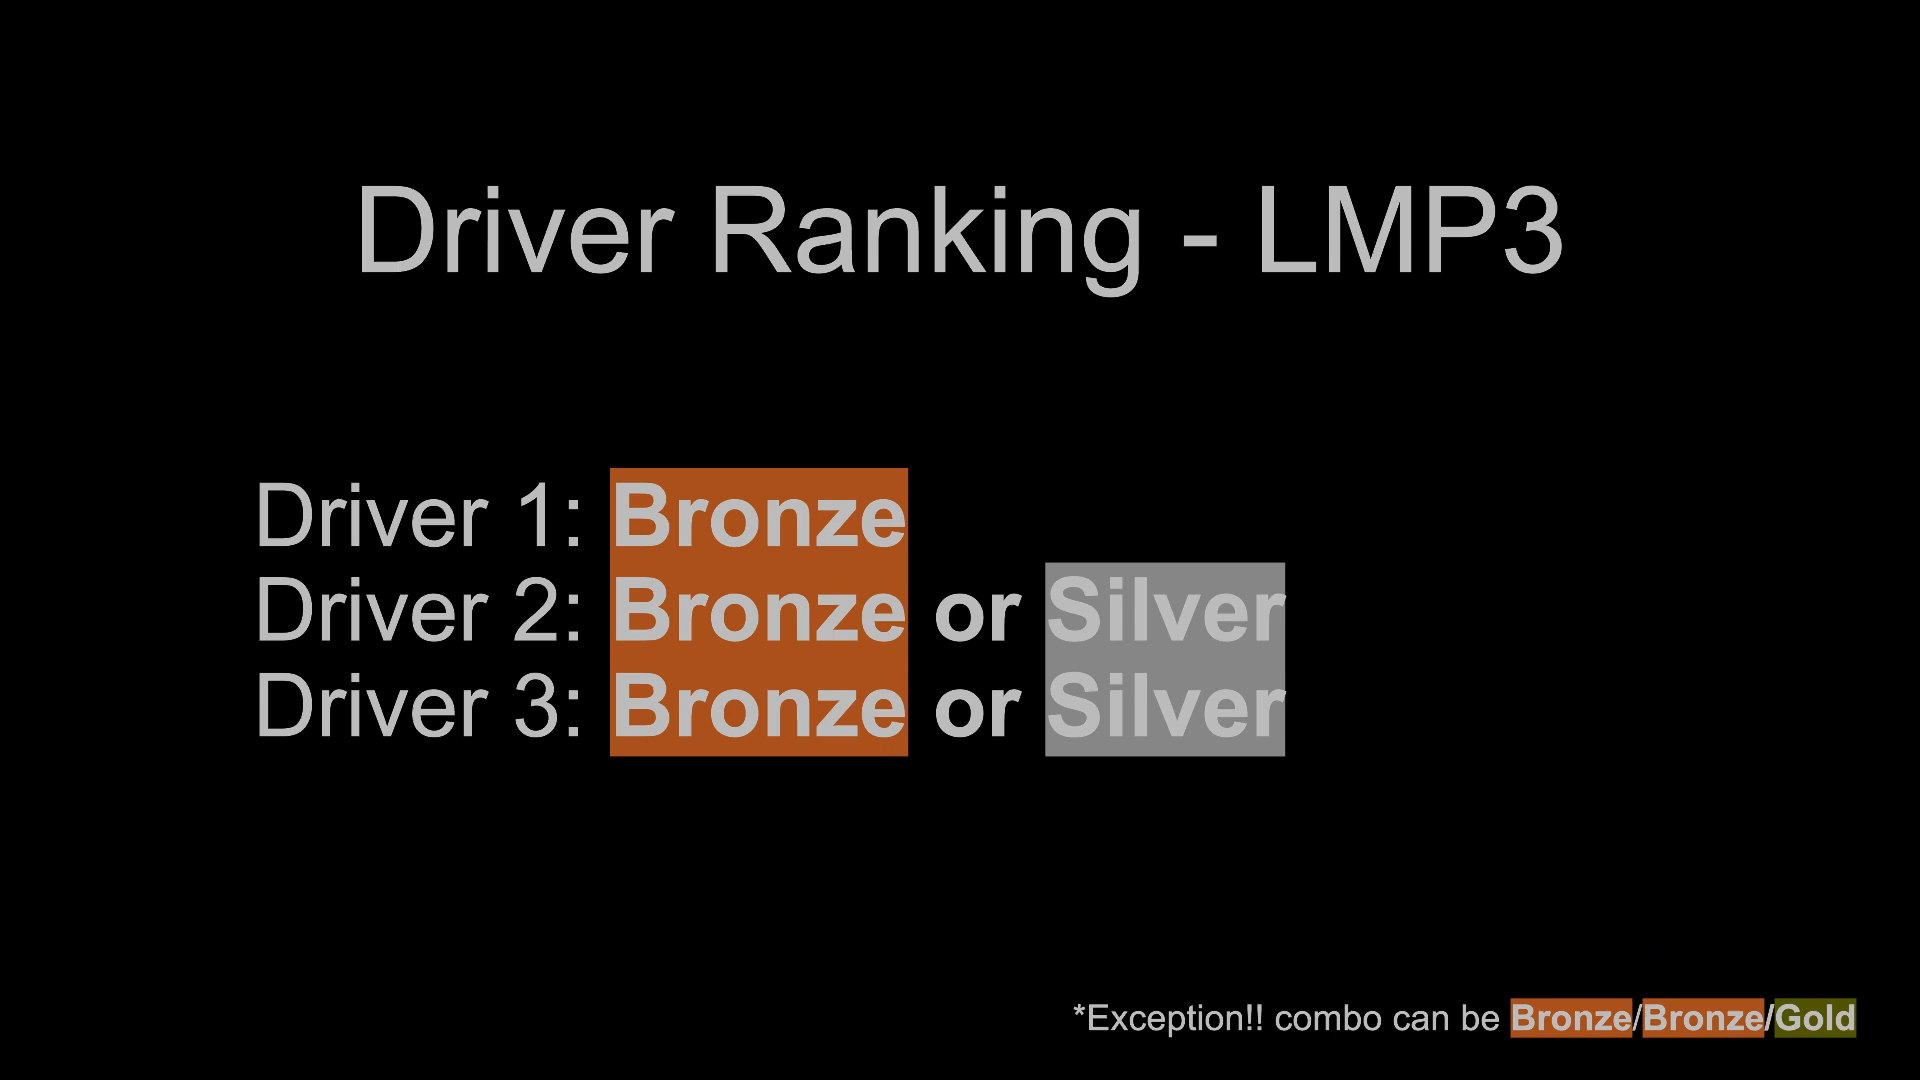 Driver Ranking - LMP3
Driver 1: Bronze
Driver 2: Bronze or Silver
Driver 3: Bronze or Silver
*Exception!! combo can be Bronze/Bronze/Gold